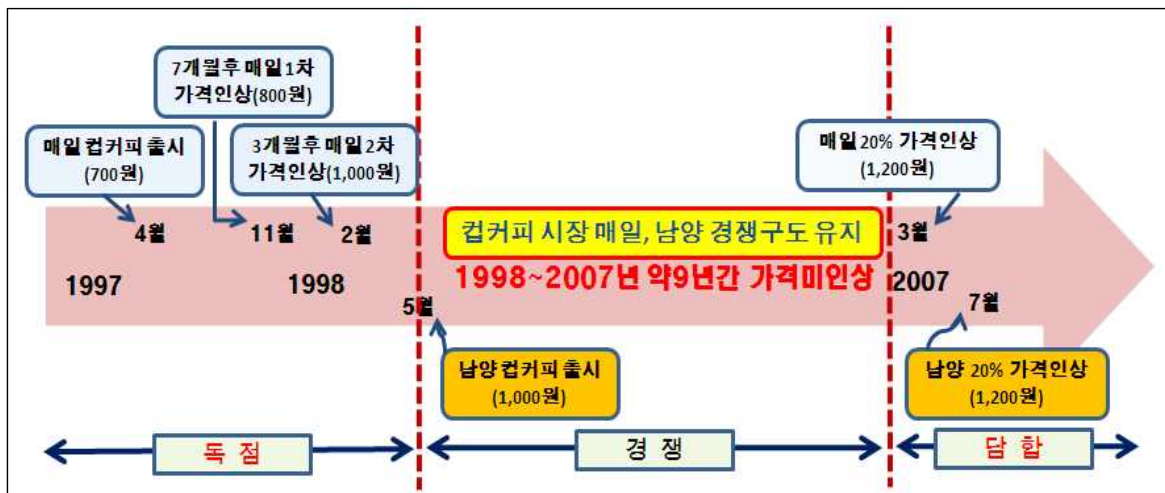 7개월후 매일 1차
가격인상(800원)
매일 컵커피 출시
(700원)
3개월후 매일 2차
가격인상(1,000원)
매일 20% 가격인상
(1,200원)
4월
11월
2월
컵커피 시장 매일, 남양 경쟁구도 유지
3월
1997
1998
1998~2007년 약9년간 가격미인상
2007
5월
7월
남양 컵커피 출시
(1,000원)
남양 20% 가격인상
(1,200원)
독 점
경 쟁
담 합